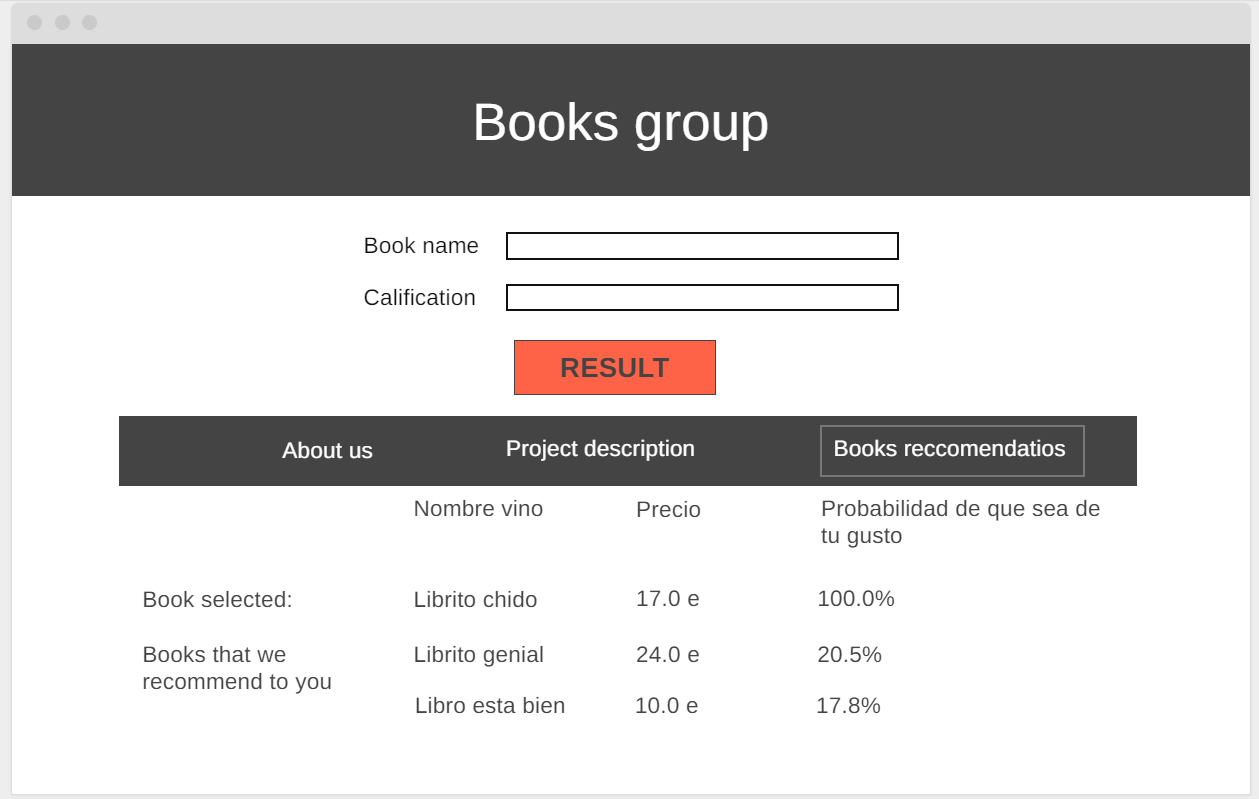 Books group
Book name
Calification
RESULT
About us Project description Books reccomendatios
Nombre vino Precio Probabilidad de que sea de
tu gusto
Book selected: Librito chido 17.0 e 100.0%
Books that we Librito genial 24.0 e 20.5%
recommend to you
Libro esta bien 10.0 e 17.8%